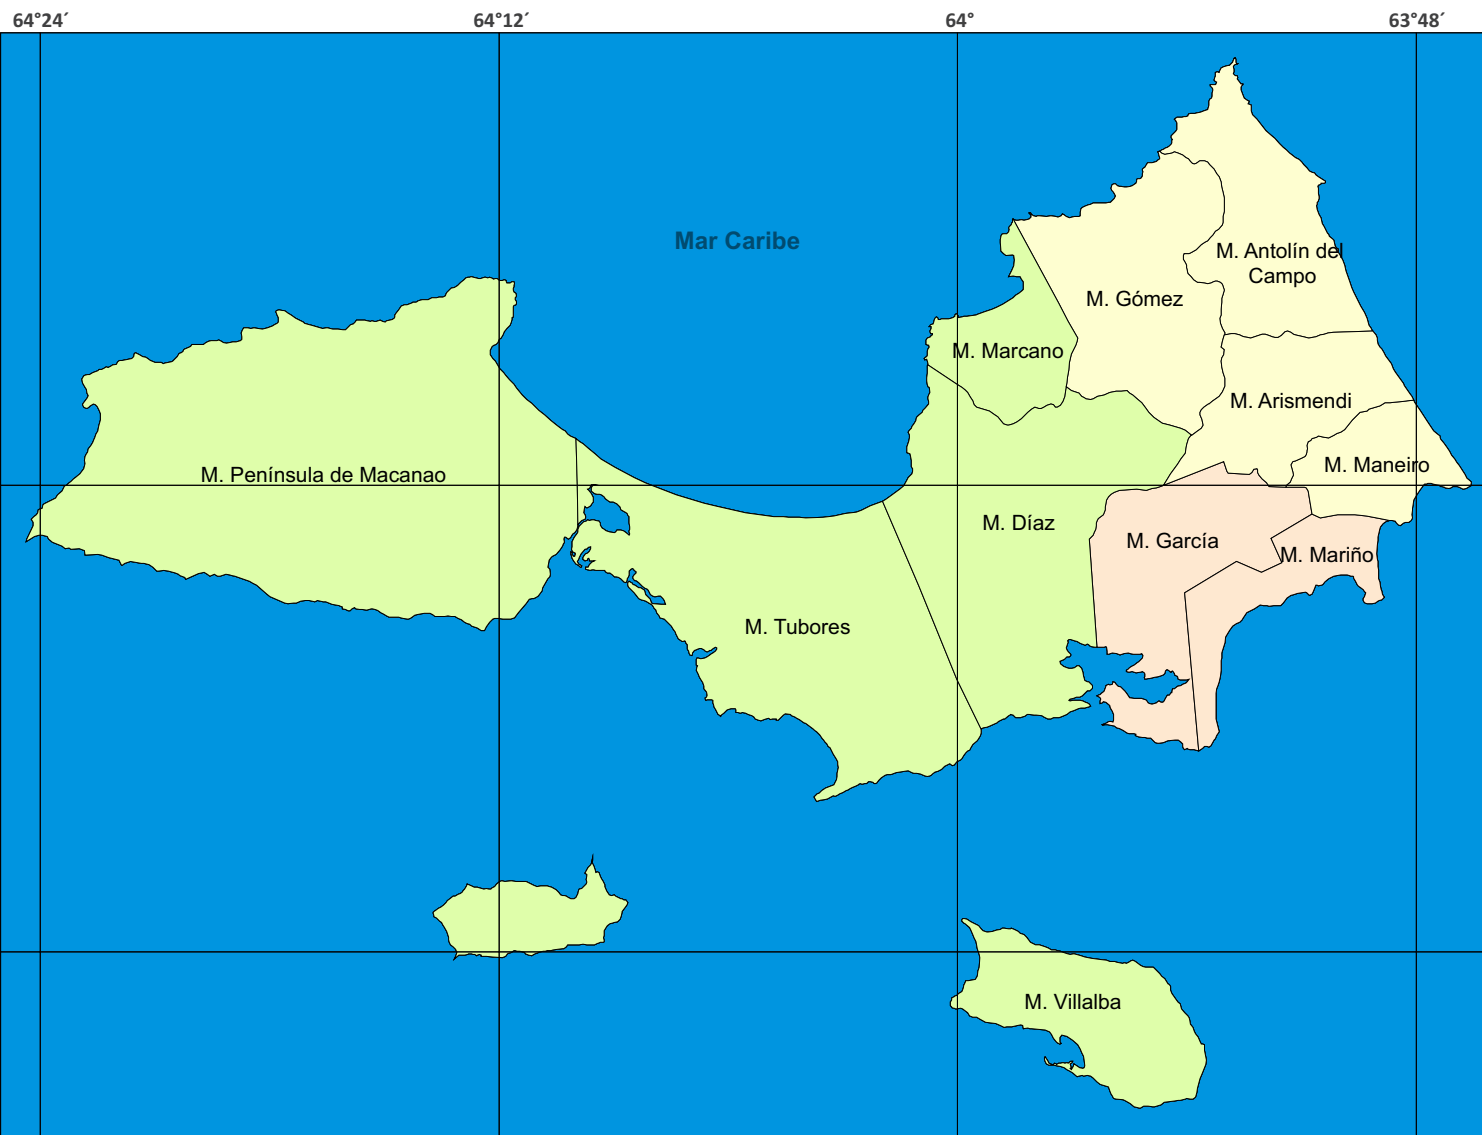 64°24´ 64°12´ 64° 63°48´
Mar Caribe
M. Antolín del
Campo
M. Gómez
M. Marcano
M. Arismendi
M. Maneiro
M. Península de Macanao
M. Díaz
M. García
M. Mariño
M. Tubores
M. Villalba